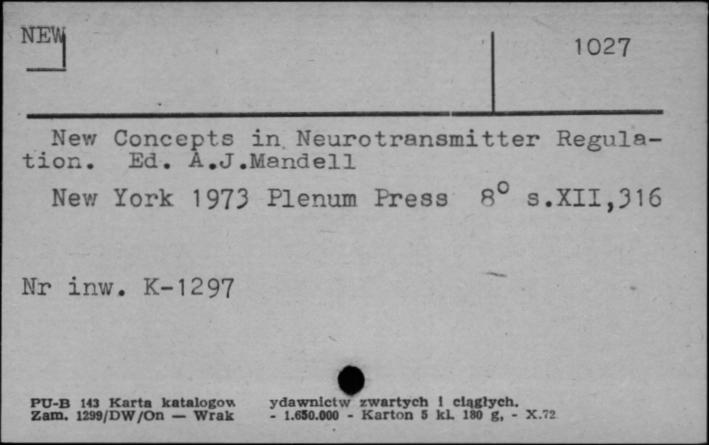 NEW
1027
New Concepts in Neurotransmitter Regula-
tion. Ed. A.J.Mandell
New York 1973 Plenum Press 8° s.XII,316
Nr inw. K-1297
PU-B 143 Karta katalogow ydawnictw zwartych i ciągłych.
Zam. 1299/DW/On — Wrak - 1.650.000 - Karton 5 kl. 180 g, - X.72